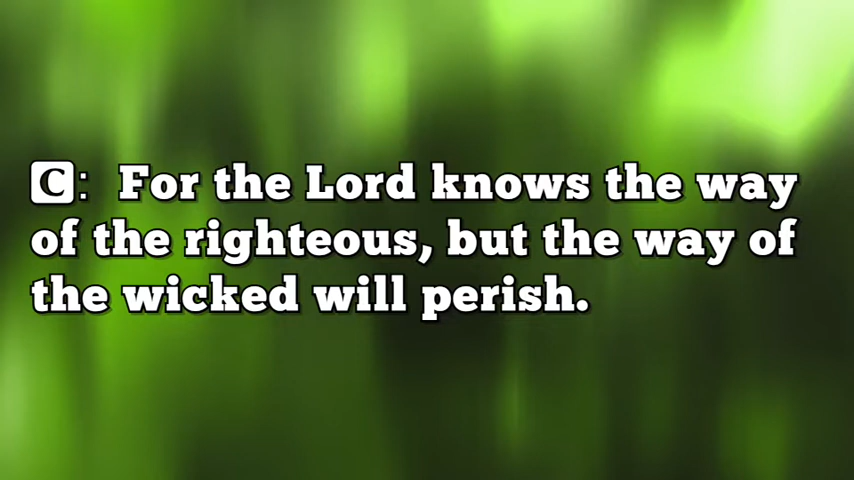 C: For the Lord knows the way
of the righteous, but the way of
the wicked will perish.